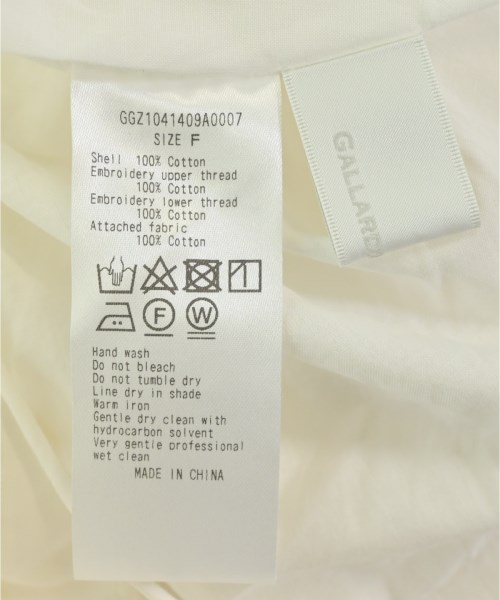 GGZ1041409A0007
SIZE F
Shell 100% Cotton
Embroidery upper thread
100% Cotton
Embroidery lower thread
100% Cotton
Attached fabric
100% Cotton
F
W
Hand wash
Do not bleach
Do not tumble dry
Line dry in shade
Warm iron
Gentle dry clean with
hydrocarbon solvent
Very gentle professional
wet clean
MADE IN CHINA
GALLARD